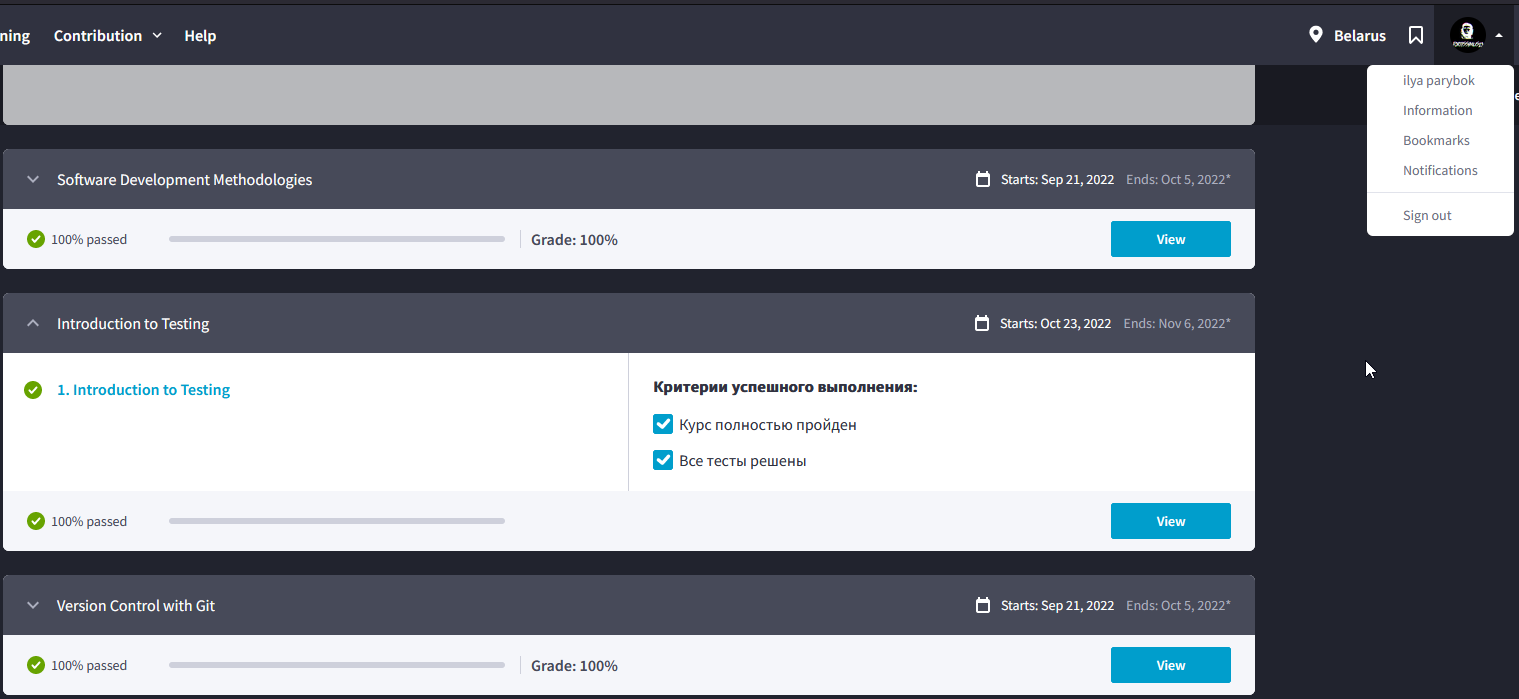 ning Contribution Help Belarus
ilya parybok
Information
Bookmarks
Notifications
Sign out
Software Development Methodologies Starts: Sep 21, 2022 Ends: Oct 5, 2022*
100% passed Grade: 100% View
Introduction to Testing Starts: Oct 23, 2022 Ends: Nov 6, 2022*
1. Introduction to Testing
Критерии успешного выполнения:
Курс полностью пройден
Все тесты решены
100% passed View
Version Control with Git Starts: Sep 21, 2022 Ends: Oct 5, 2022*
100% passed Grade: 100% View